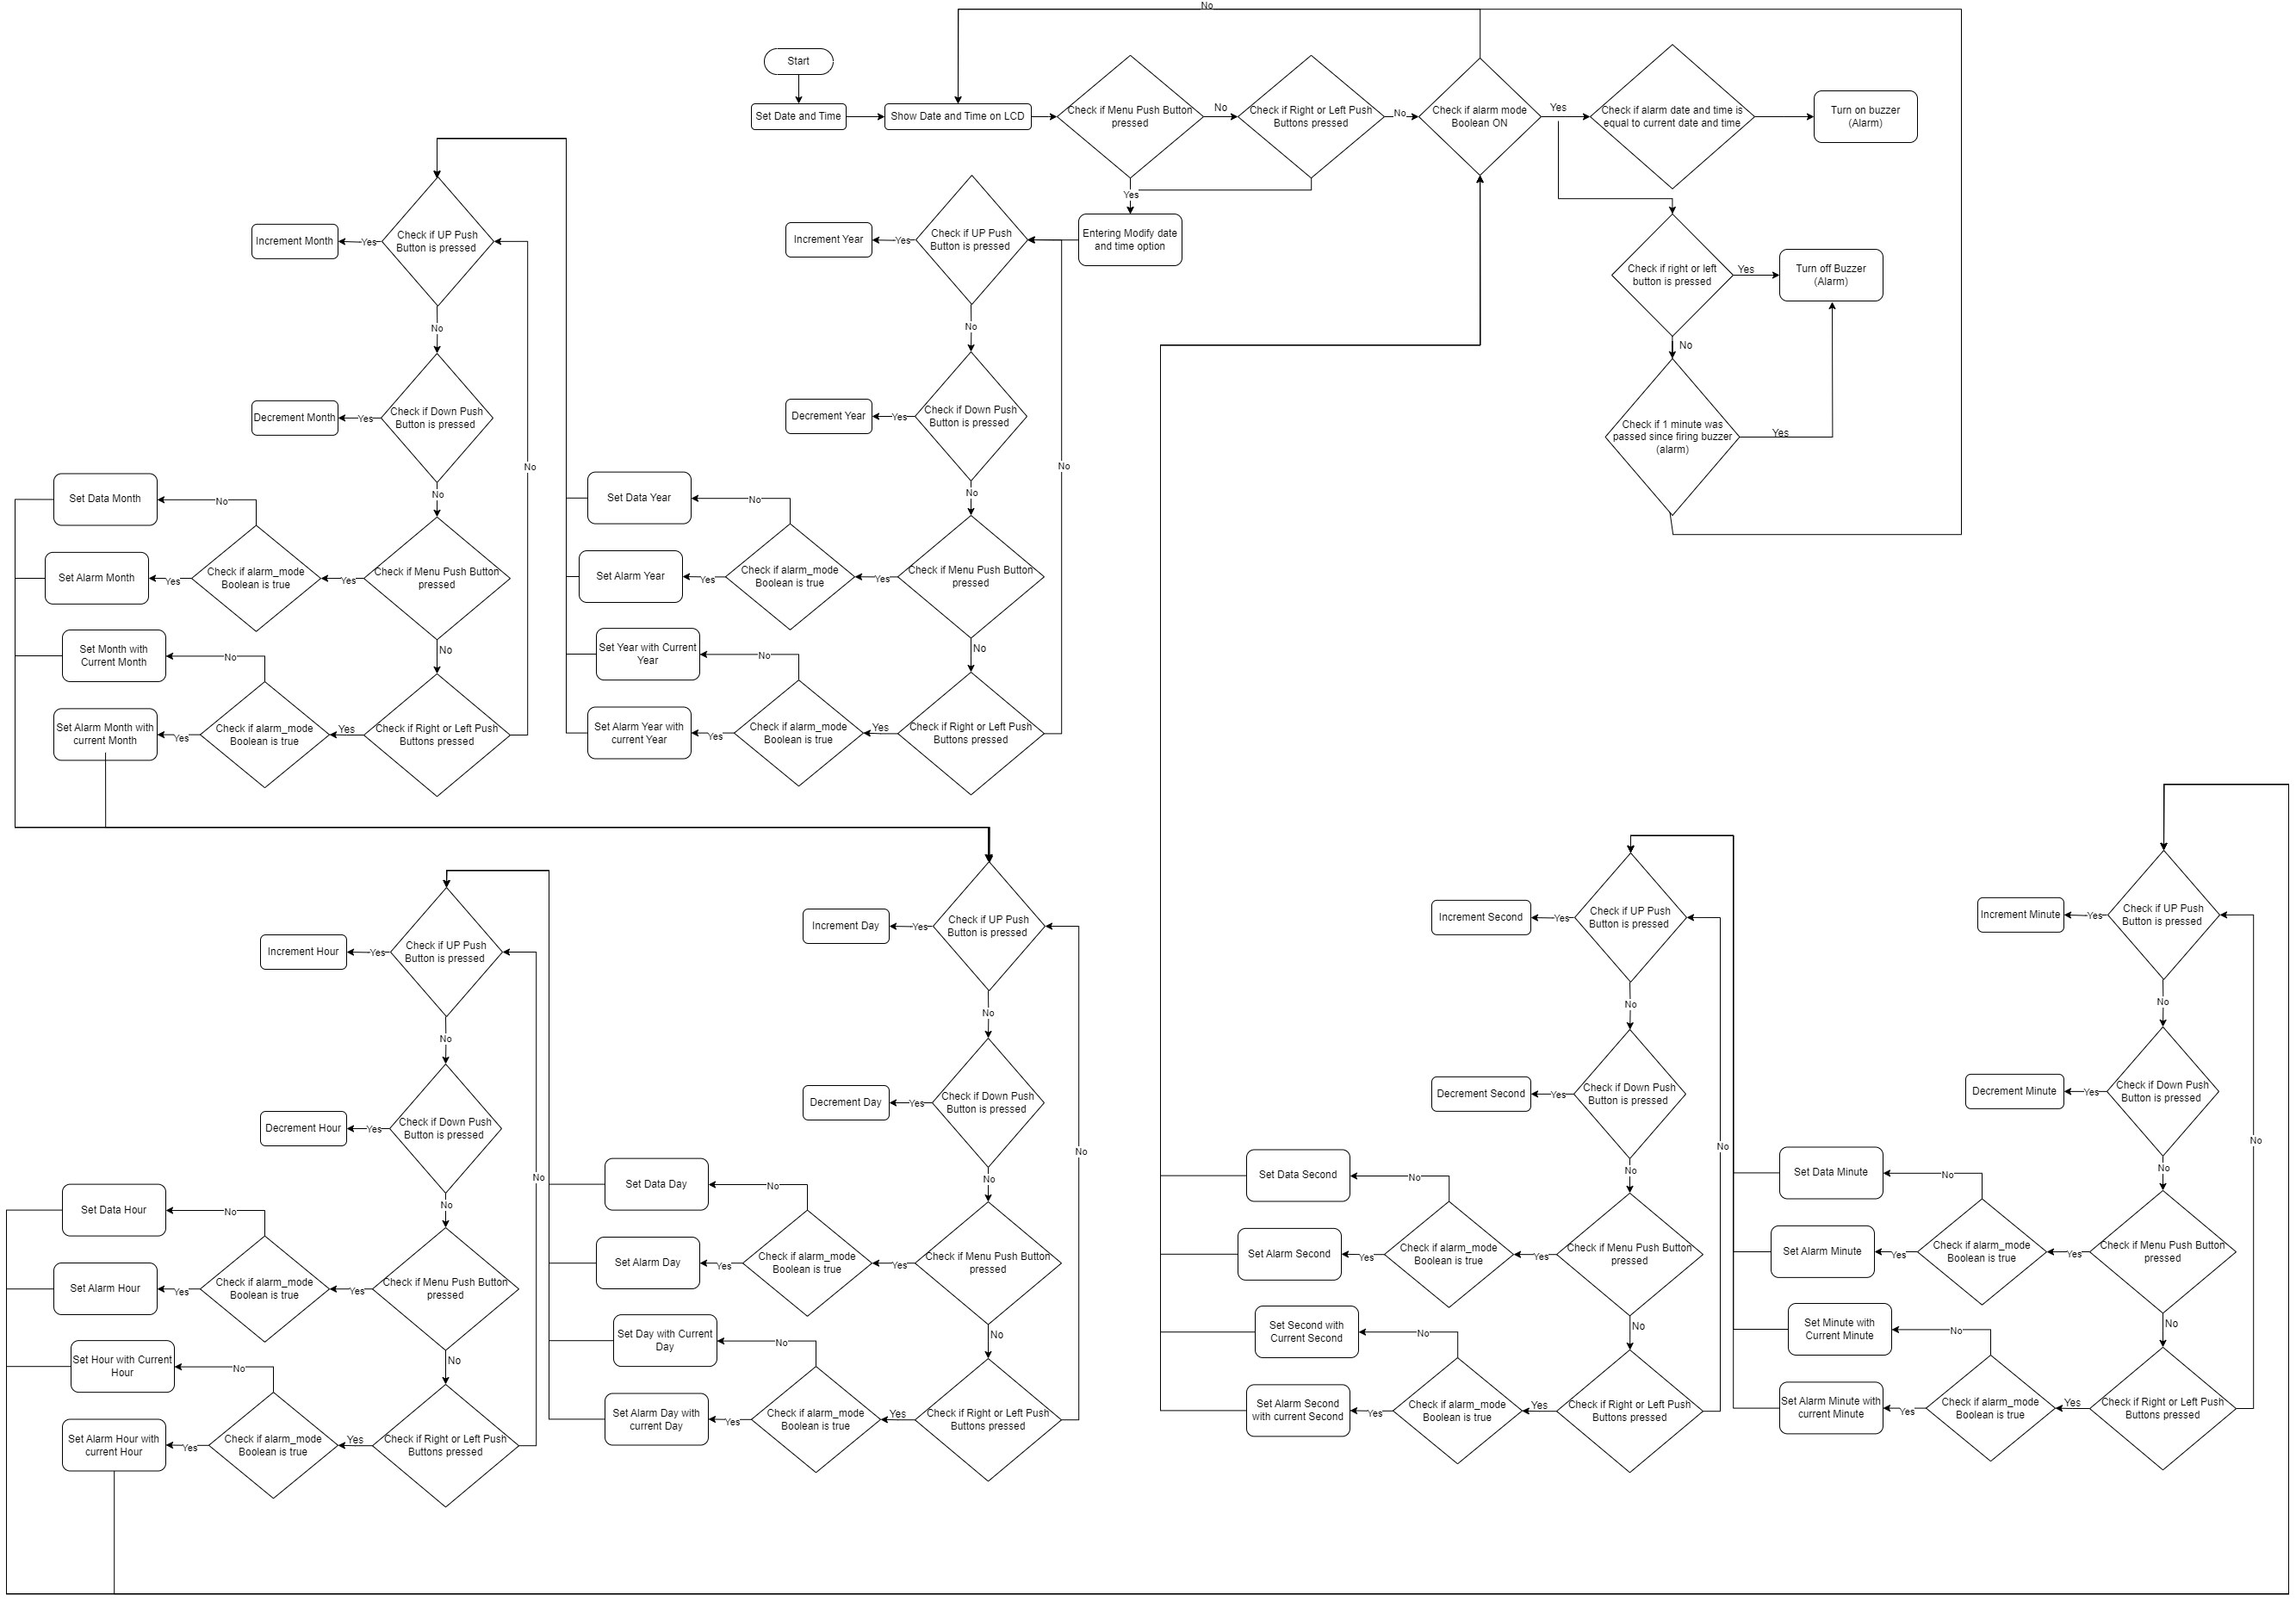 No
Start
Set Date and Time
Show Date and Time on LCD
Check if Menu Push Button
pressed
No
Check if Right or Left Push
Buttons pressed
No
Check if alarm mode
Boolean ON
Yes
Check if alarm date and time is
equal to current date and time
Turn on buzzer
(Alarm)
Yes
Entering Modify date
and time option
Check if right or left
button is pressed
Yes
Turn off Buzzer
(Alarm)
No
Check if 1 minute was
passed since firing buzzer
(alarm)
Yes
Increment Year
Yes
Check if UP Push
Button is pressed
No
Decrement Year
Yes
Check if Down Push
Button is pressed
No
No
Set Data Year
No
Set Alarm Year
Yes
Check if alarm_mode
Boolean is true
Yes
Check if Menu Push Button
pressed
No
Set Year with Current
Year
No
Set Alarm Year with
current Year
Yes
Check if alarm_mode
Boolean is true
Yes
Check if Right or Left Push
Buttons pressed
Increment Month
Yes
Check if UP Push
Button is pressed
No
Decrement Month
Yes
Check if Down Push
Button is pressed
No
No
Set Data Month
No
Set Alarm Month
Yes
Check if alarm_mode
Boolean is true
Yes
Check if Menu Push Button
pressed
No
Set Month with
Current Month
No
Set Alarm Month with
current Month
Yes
Check if alarm_mode
Boolean is true
Yes
Check if Right or Left Push
Buttons pressed
Increment Day
Yes
Check if UP Push
Button is pressed
No
Decrement Day
Yes
Check if Down Push
Button is pressed
No
No
Set Data Day
No
Set Alarm Day
Yes
Check if alarm_mode
Boolean is true
Yes
Check if Menu Push Button
pressed
No
Set Day with Current
Day
No
Set Alarm Day with
current Day
Yes
Check if alarm_mode
Boolean is true
Yes
Check if Right or Left Push
Buttons pressed
Increment Hour
Yes
Check if UP Push
Button is pressed
No
Decrement Hour
Yes
Check if Down Push
Button is pressed
No
No
Set Data Hour
No
Set Alarm Hour
Yes
Check if alarm_mode
Boolean is true
Yes
Check if Menu Push Button
pressed
No
Set Hour with Current
Hour
No
Set Alarm Hour with
current Hour
Yes
Check if alarm_mode
Boolean is true
Yes
Check if Right or Left Push
Buttons pressed
Increment Minute
Yes
Check if UP Push
Button is pressed
No
Decrement Minute
Yes
Check if Down Push
Button is pressed
No
No
Set Data Minute
No
Set Alarm Minute
Yes
Check if alarm_mode
Boolean is true
Yes
Check if Menu Push Button
pressed
No
Set Minute with
Current Minute
No
Set Alarm Minute with
current Minute
Yes
Check if alarm_mode
Boolean is true
Yes
Check if Right or Left Push
Buttons pressed
Increment Second
Yes
Check if UP Push
Button is pressed
No
Decrement Second
Yes
Check if Down Push
Button is pressed
No
No
Set Data Second
No
Set Alarm Second
Yes
Check if alarm_mode
Boolean is true
Yes
Check if Menu Push Button
pressed
No
Set Second with
Current Second
No
Set Alarm Second
with current Second
Yes
Check if alarm_mode
Boolean is true
Yes
Check if Right or Left Push
Buttons pressed